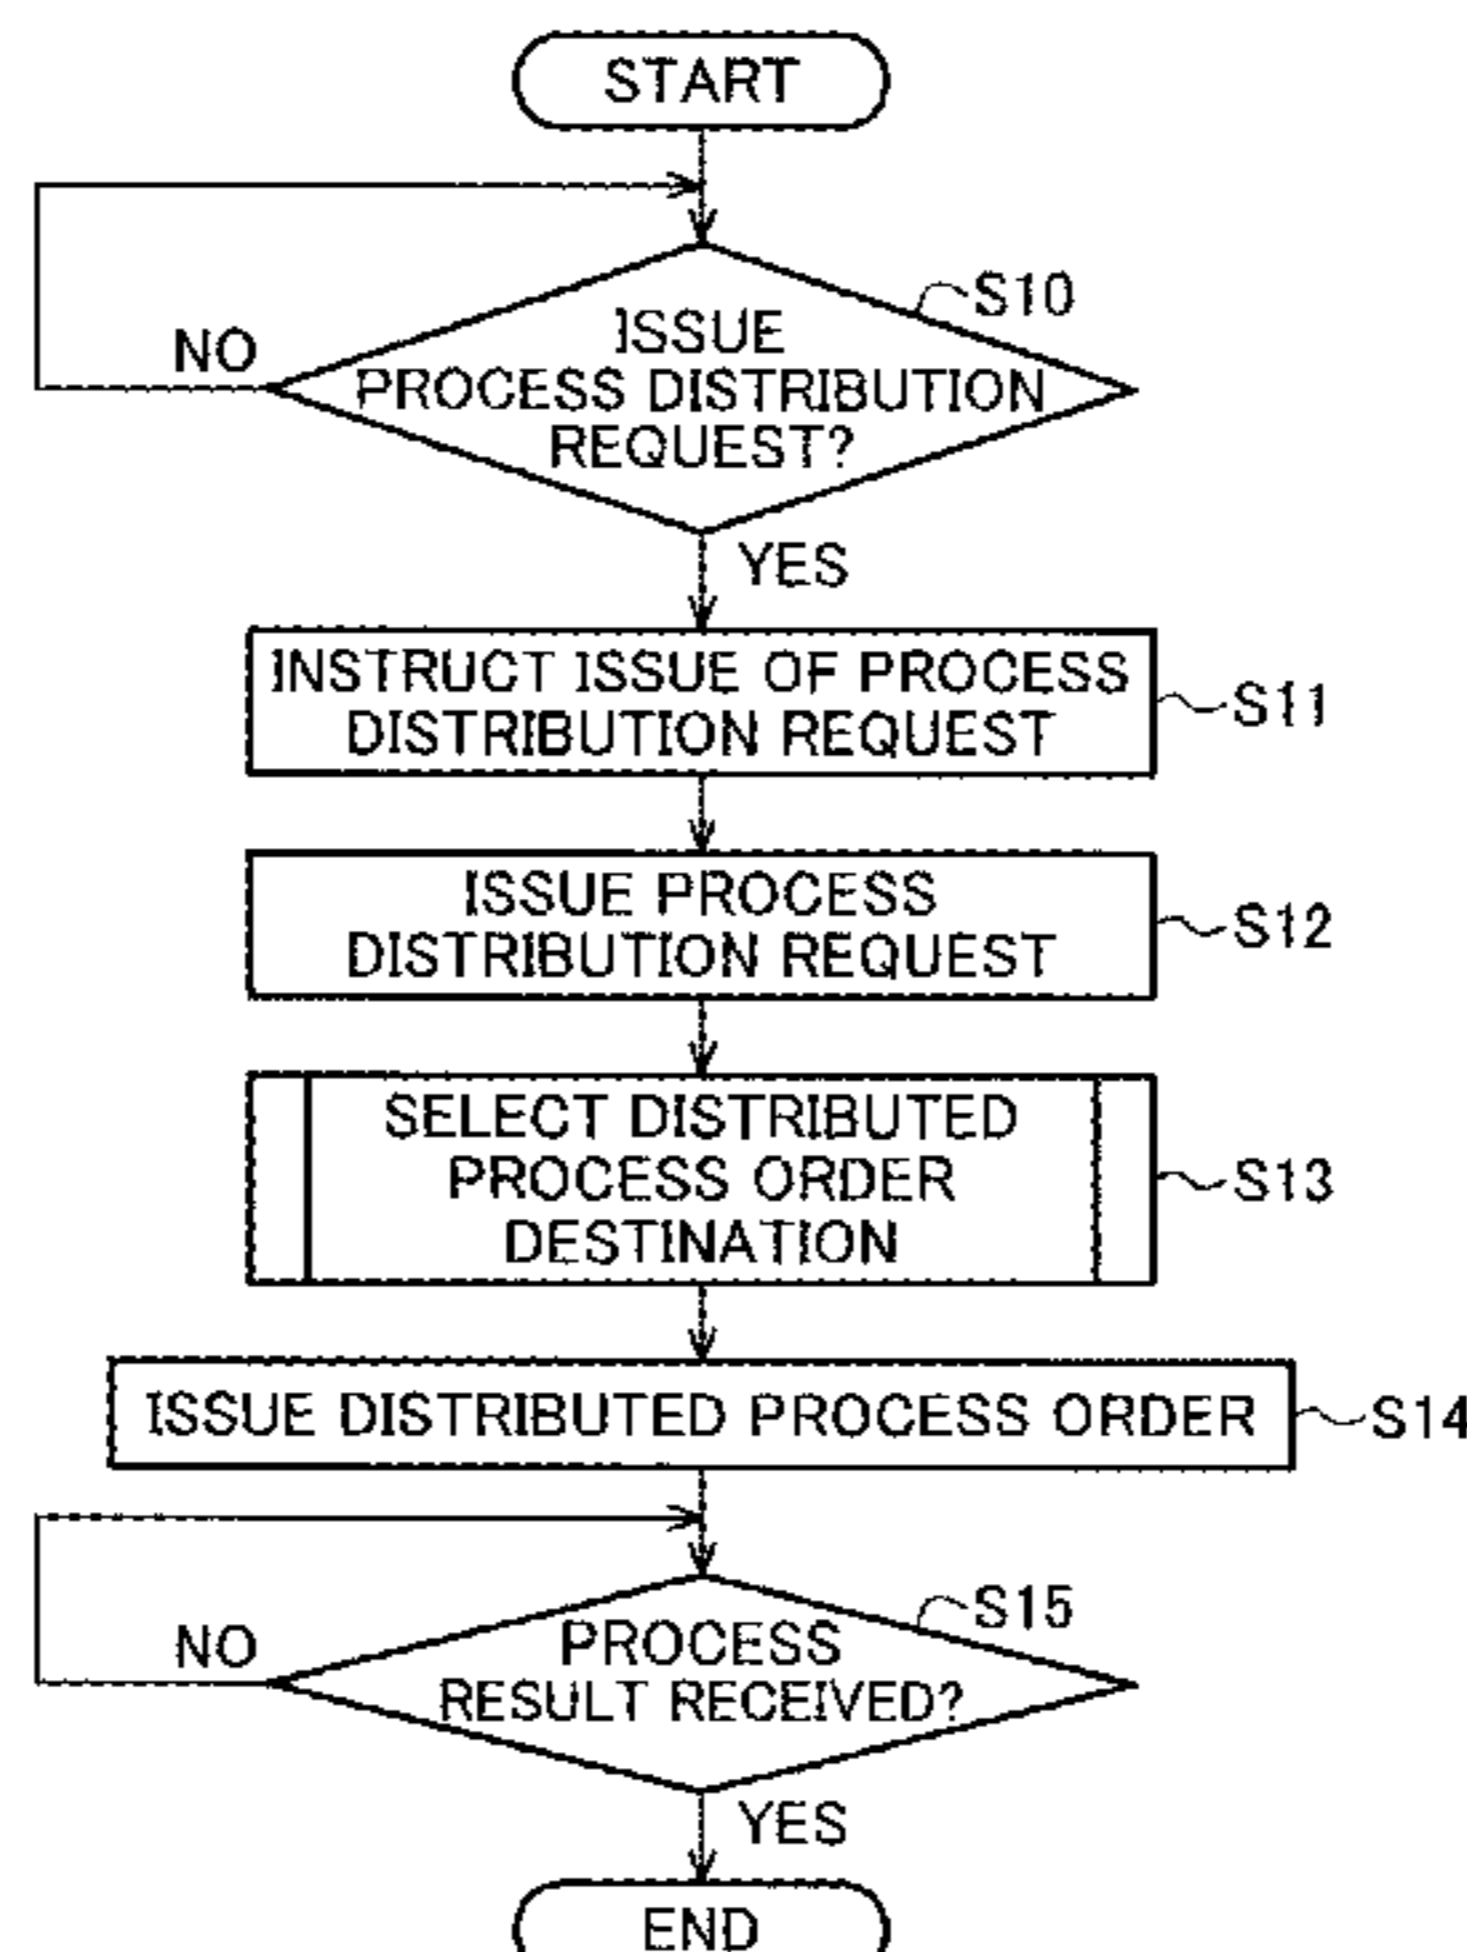 START
S10
ISSUE
NO
PROCESS DISTRIBUTION
REQUEST?
YES
INSTRUCT ISSUE OF PROCESS
DISTRIBUTION REQUEST
S11
ISSUE PROCESS
DISTRIBUTION REQUEST
S12
SELECT DISTRIBUTED
PROCESS ORDER
DESTINATION
S13
ISSUE DISTRIBUTED PROCESS ORDER
S14
S15
PROCESS
NO
RESULT RECEIVED?
YES
END